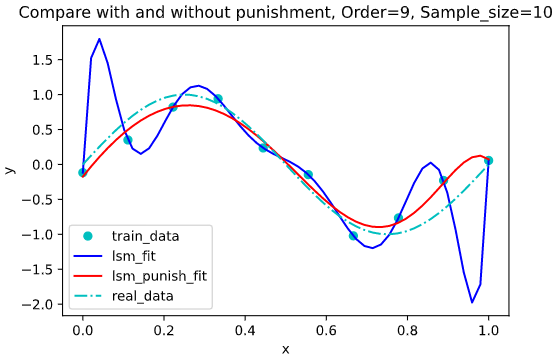 Compare with and without punishment, Order=9, Sample_size=10
1.5
1.0
0.5
0.0
−0.5
−1.0
−1.5
−2.0
y
train_data
lsm_fit
lsm_punish_fit
real_data
0.0
0.2
0.4
0.6
0.8
1.0
x